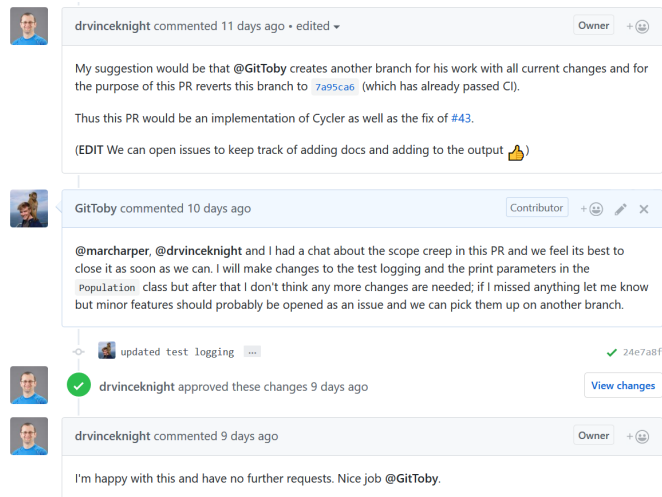 drvinceknight commented 11 days ago • edited
Owner
My suggestion would be that @GitToby creates another branch for his work with all current changes and for
the purpose of this PR reverts this branch to 7a95ca6 (which has already passed CI).
Thus this PR would be an implementation of Cycler as well as the fix of #43.
(EDIT We can open issues to keep track of adding docs and adding to the output 👍)
GitToby commented 10 days ago
Contributor
@marcharper, @drvinceknight and I had a chat about the scope creep in this PR and we feel its best to
close it as soon as we can. I will make changes to the test logging and the print parameters in the
Population class but after that I don't think any more changes are needed; if I missed anything let me know
but minor features should probably be opened as an issue and we can pick them up on another branch.
updated test logging ...
24e7a8f
drvinceknight approved these changes 9 days ago
View changes
drvinceknight commented 9 days ago
Owner
I'm happy with this and have no further requests. Nice job @GitToby.